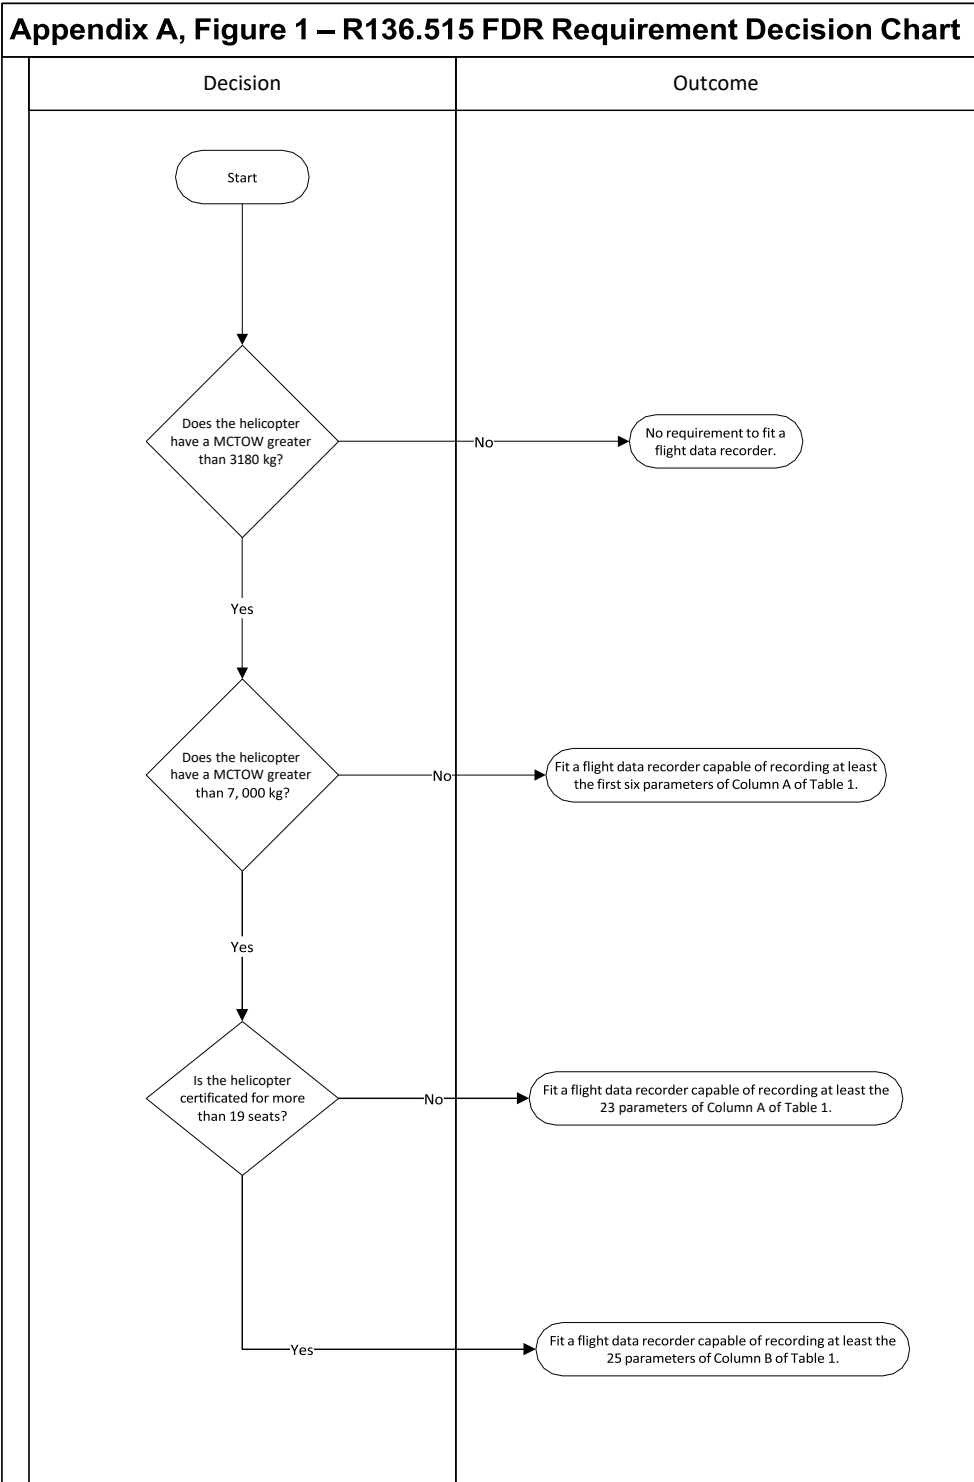 Appendix A, Figure 1 – R136.515 FDR Requirement Decision Chart
Decision
Outcome
Start
Does the helicopter
have a MCTOW greater
than 3180 kg?
No
No requirement to fit a
flight data recorder.
Yes
Does the helicopter
have a MCTOW greater
than 7, 000 kg?
No
Fit a flight data recorder capable of recording at least
the first six parameters of Column A of Table 1.
Yes
Is the helicopter
certificated for more
than 19 seats?
No
Fit a flight data recorder capable of recording at least the
23 parameters of Column A of Table 1.
Yes
Fit a flight data recorder capable of recording at least the
25 parameters of Column B of Table 1.